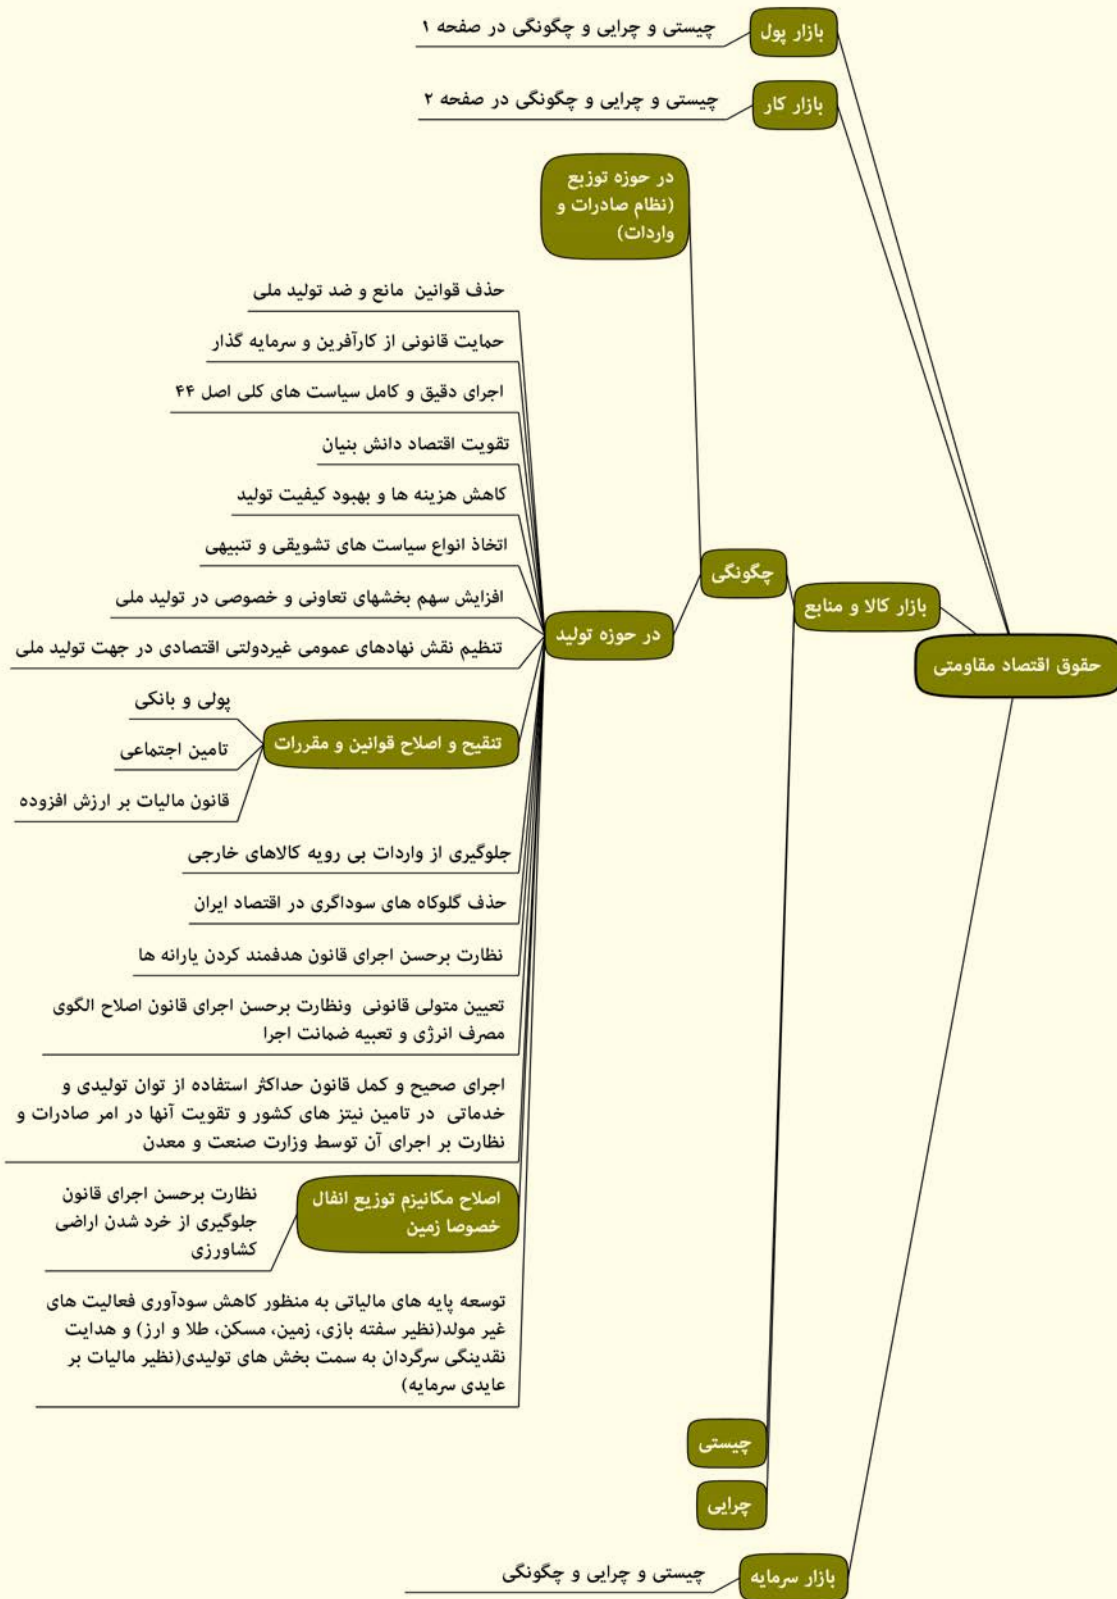 بازار پول
چیستی و چرایی و چگونگی در صفحه ۱
بازار کار
چیستی و چرایی و چگونگی در صفحه ۲
حقوق اقتصاد مقاومتی
بازار کالا و منابع
چگونگی
در حوزه توزیع
(نظام صادرات و
واردات)
در حوزه تولید
حذف قوانین مانع و ضد تولید ملی
حمایت قانونی از کارآفرین و سرمایه گذار
اجرای دقیق و کامل سیاست های کلی اصل ۴۴
تقویت اقتصاد دانش بنیان
کاهش هزینه ها و بهبود کیفیت تولید
اتخاذ انواع سیاست های تشویقی و تنبیهی
افزایش سهم بخشهای تعاونی و خصوصی در تولید ملی
تنظیم نقش نهادهای عمومی غیردولتی اقتصادی در جهت تولید ملی
تنقیح و اصلاح قوانین و مقررات
پولی و بانکی
تامین اجتماعی
قانون مالیات بر ارزش افزوده
جلوگیری از واردات بی رویه کالاهای خارجی
حذف گلوکاه های سوداگری در اقتصاد ایران
نظارت برحسن اجرای قانون هدفمند کردن یارانه ها
تعیین متولی قانونی ونظارت برحسن اجرای قانون اصلاح الگوی
مصرف انرژی و تعبیه ضمانت اجرا
اجرای صحیح و کمل قانون حداکثر استفاده از توان تولیدی و
خدماتی در تامین نیتز های کشور و تقویت آنها در امر صادرات و
نظارت بر اجرای آن توسط وزارت صنعت و معدن
اصلاح مکانیزم توزیع انفال
خصوصا زمین
نظارت برحسن اجرای قانون
جلوگیری از خرد شدن اراضی
کشاورزی
توسعه پایه های مالیاتی به منظور کاهش سودآوری فعالیت های
غیر مولد(نظیر سفته بازی، زمین، مسکن، طلا و ارز) و هدایت
نقدینگی سرگردان به سمت بخش های تولیدی(نظیر مالیات بر
عایدی سرمایه)
چیستی
چرایی
بازار سرمایه
چیستی و چرایی و چگونگی